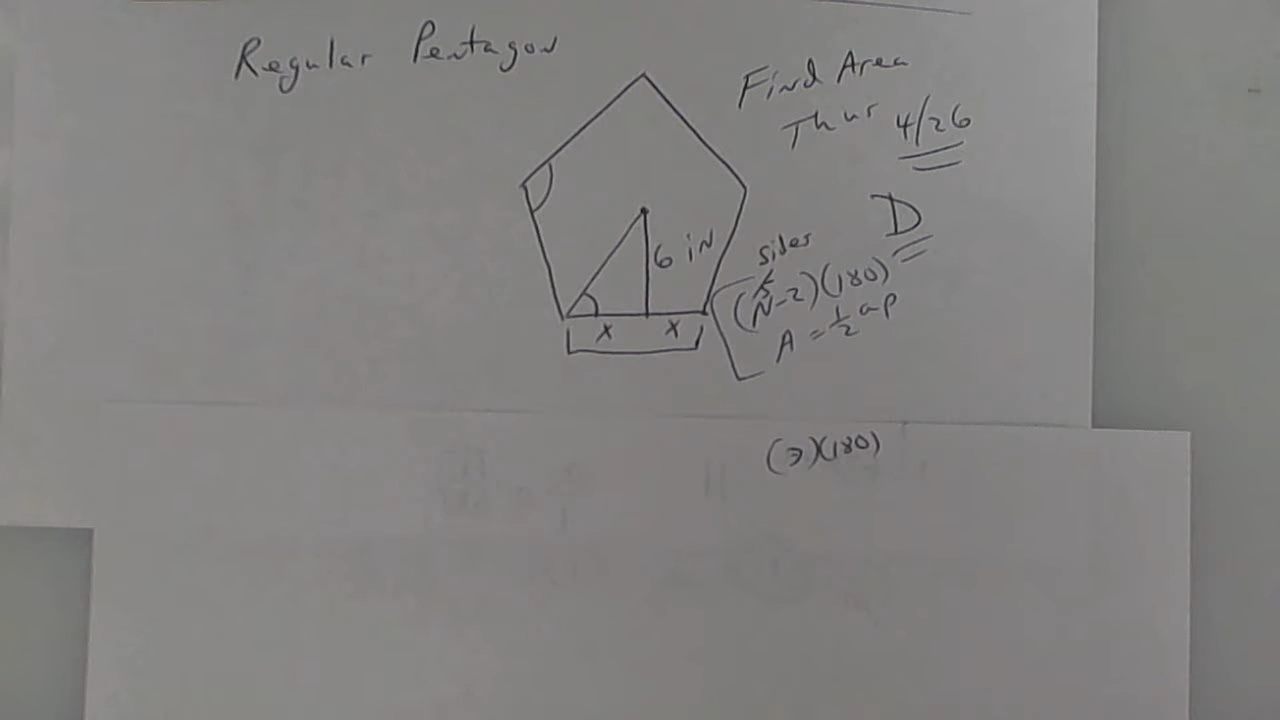 Regular Pentagon
Find Area
Thur 4/26
D
6 in
sides
5
(N-2)(180)
A = 1/2 ap
x x
(3)(180)